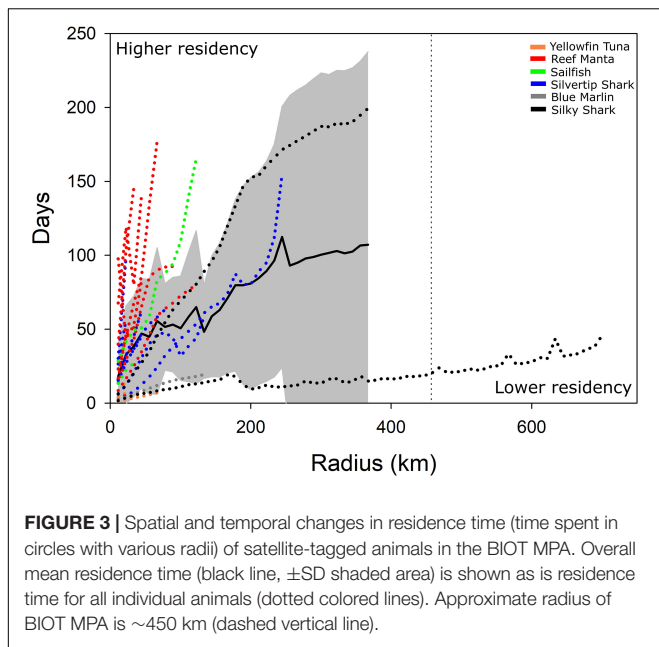 250
200
150
100
50
0
Days
Higher residency
Yellowfin Tuna
Reef Manta
Sailfish
Silvertip Shark
Blue Marlin
Silky Shark
Lower residency
0
200
400
600
Radius (km)
FIGURE 3 | Spatial and temporal changes in residence time (time spent in
circles with various radii) of satellite-tagged animals in the BIOT MPA. Overall
mean residence time (black line, ±SD shaded area) is shown as is residence
time for all individual animals (dotted colored lines). Approximate radius of
BIOT MPA is ∼450 km (dashed vertical line).